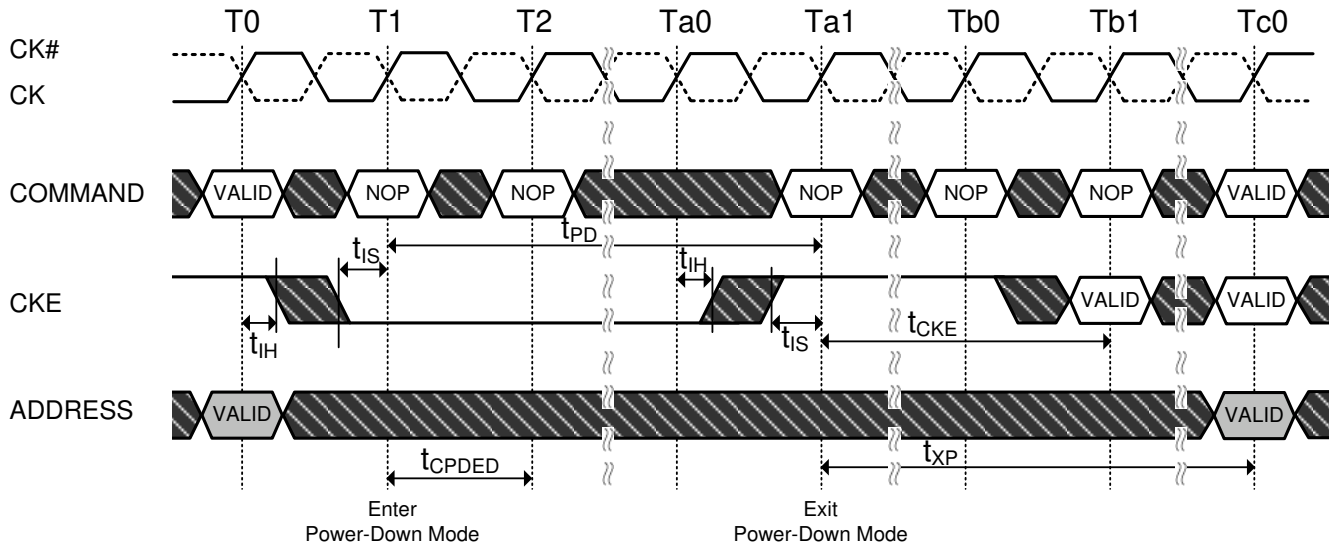 T0 T1 T2 Ta0 Ta1 Tb0 Tb1 Tc0
CK#
CK
COMMAND VALID NOP NOP NOP NOP NOP VALID
tPD
tIS tIH
CKE VALID VALID
tIH tIS tCKE
ADDRESS VALID VALID
tCPDED tXP
Enter
Power-Down Mode
Exit
Power-Down Mode